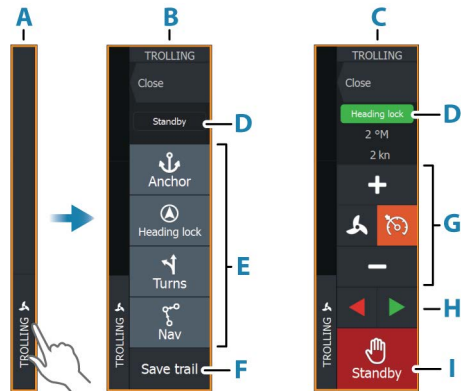 A
B
C
TROLLING
Close
Standby
D
Anchor
Heading lock
Turns
Nav
E
Save trail
F
TROLLING
TROLLING
TROLLING
Close
Heading lock
D
2 °M
2 kn
+
G
−
H
Standby
I
TROLLING